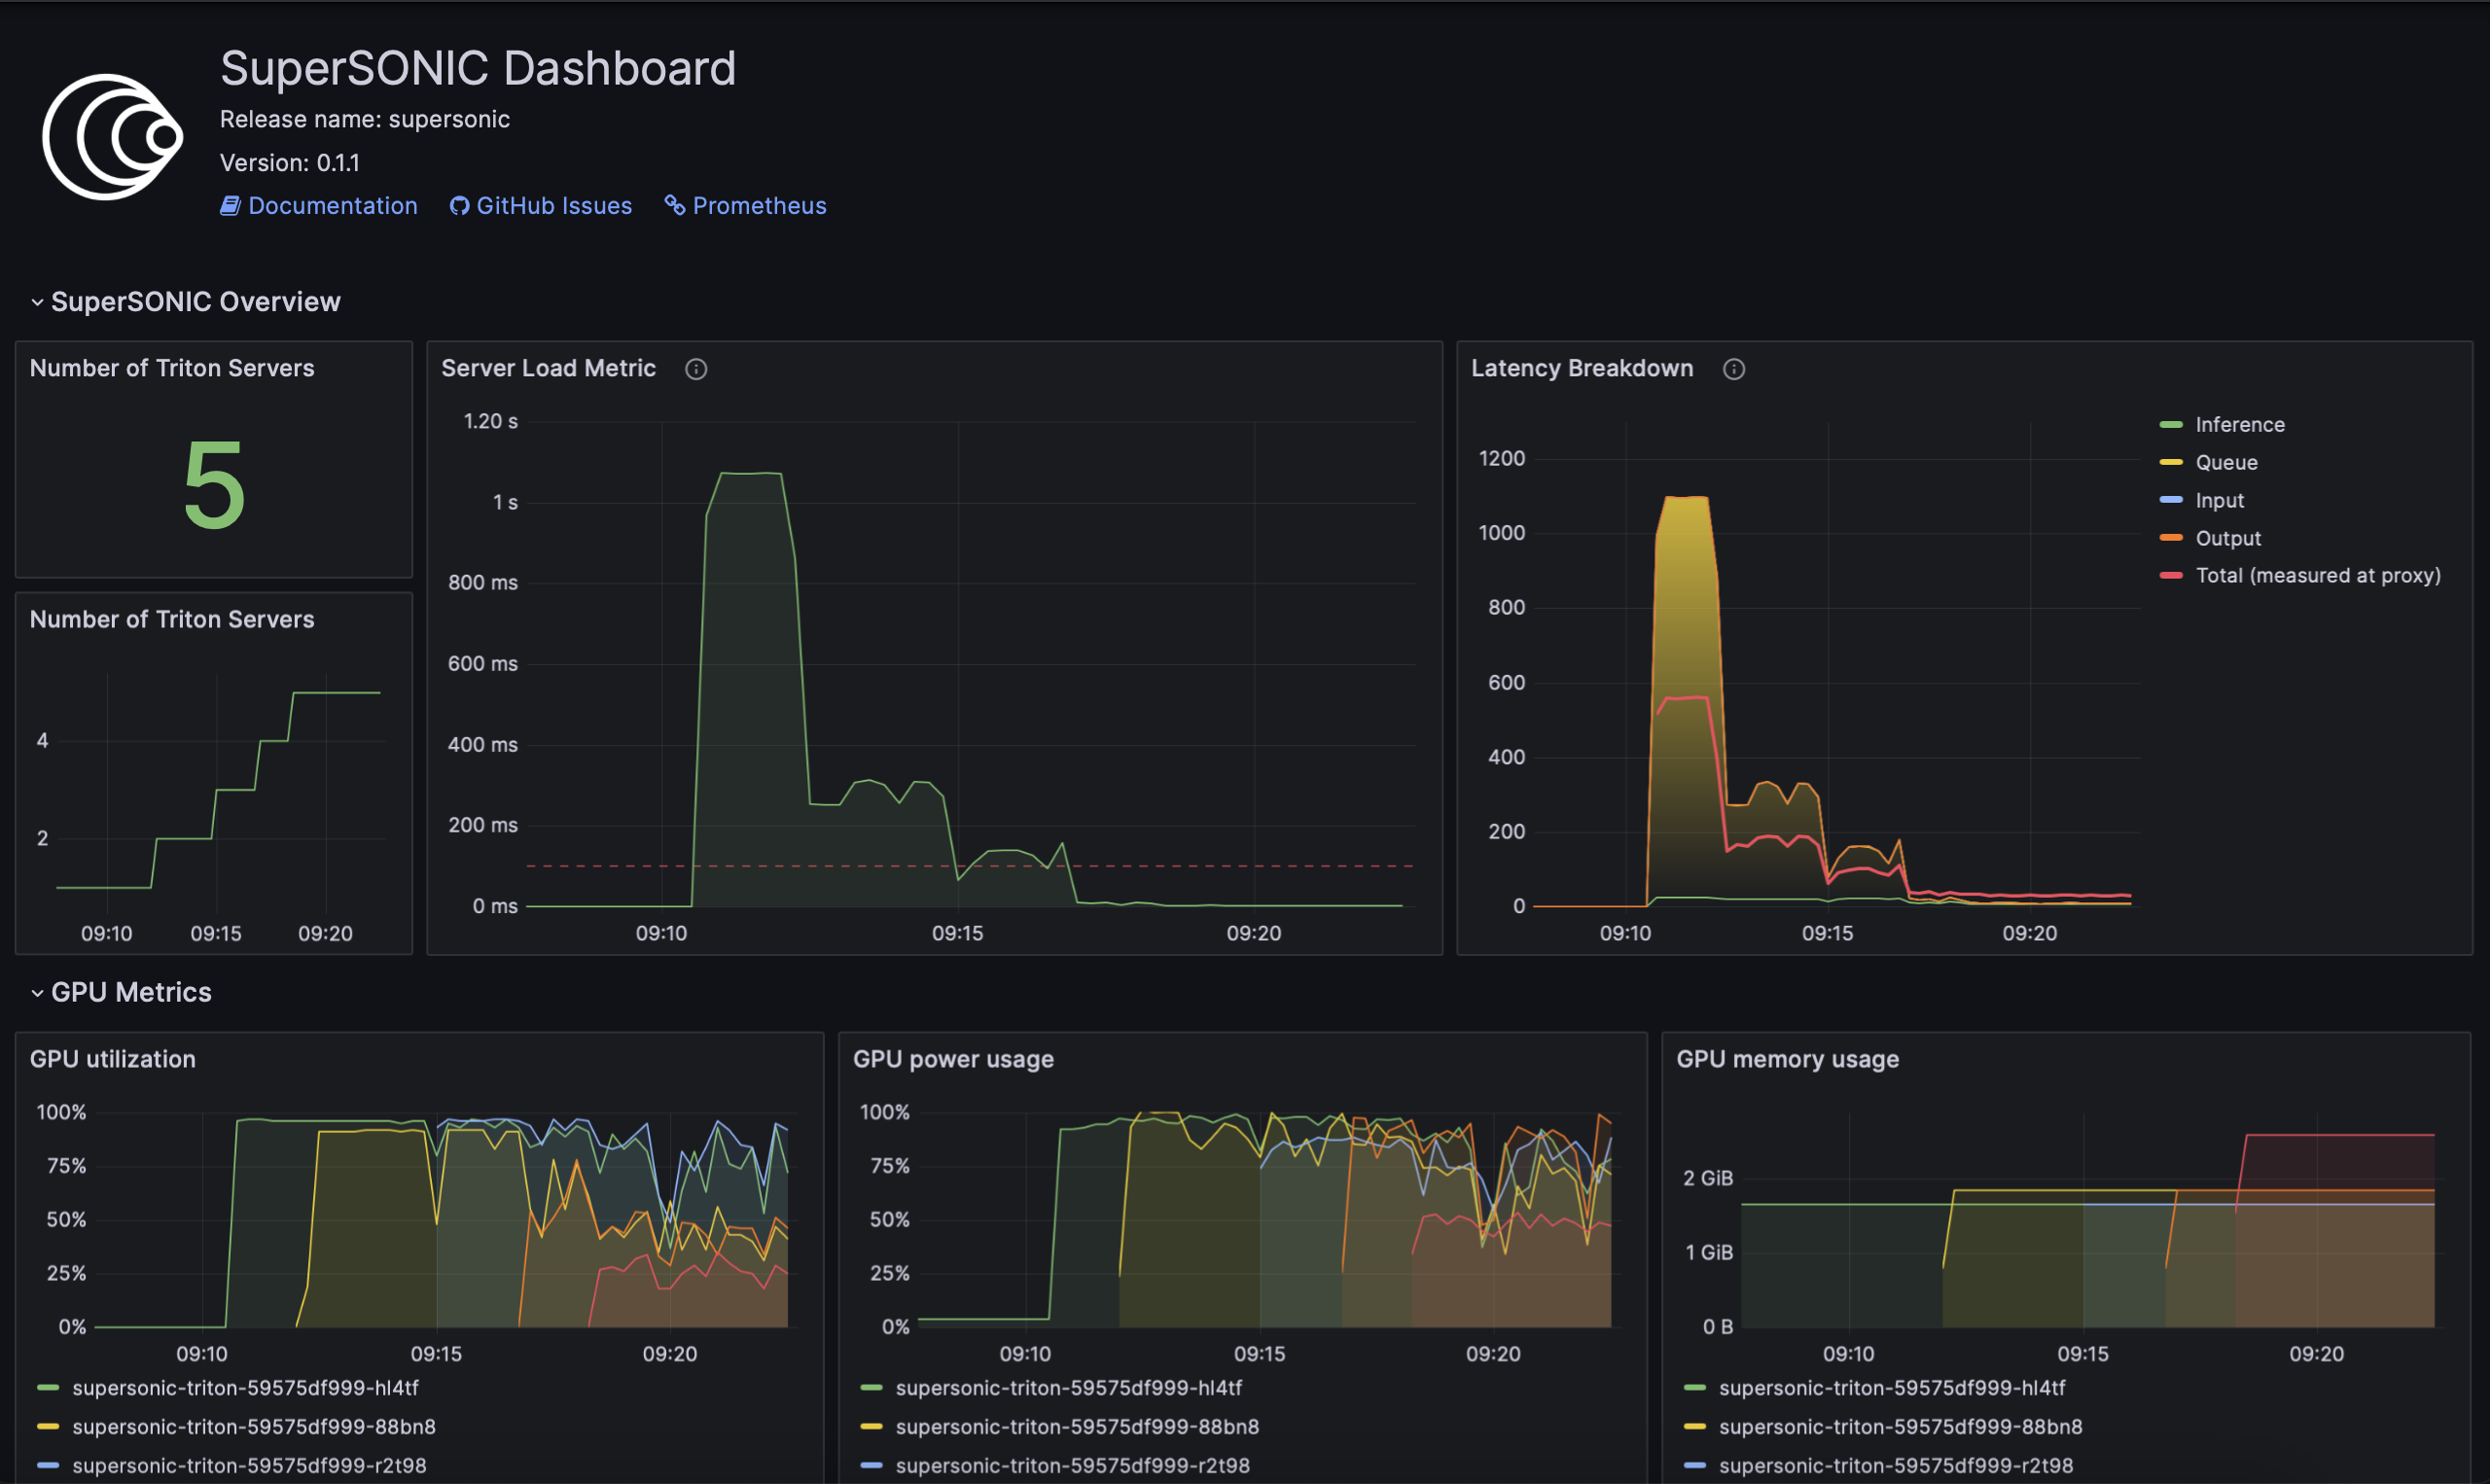 SuperSONIC Dashboard
Release name: supersonic
Version: 0.1.1
Documentation GitHub Issues Prometheus
SuperSONIC Overview
Number of Triton Servers
5
Number of Triton Servers
4
2
09:10 09:15 09:20
Server Load Metric
1.20 s
1 s
800 ms
600 ms
400 ms
200 ms
0 ms
09:10 09:15 09:20
Latency Breakdown
1200
1000
800
600
400
200
0
09:10 09:15 09:20
Inference
Queue
Input
Output
Total (measured at proxy)
GPU Metrics
GPU utilization
100%
75%
50%
25%
0%
09:10 09:15 09:20
supersonic-triton-59575df999-hl4tf
supersonic-triton-59575df999-88bn8
supersonic-triton-59575df999-r2t98
GPU power usage
100%
75%
50%
25%
0%
09:10 09:15 09:20
supersonic-triton-59575df999-hl4tf
supersonic-triton-59575df999-88bn8
supersonic-triton-59575df999-r2t98
GPU memory usage
2 GiB
1 GiB
0 B
09:10 09:15 09:20
supersonic-triton-59575df999-hl4tf
supersonic-triton-59575df999-88bn8
supersonic-triton-59575df999-r2t98